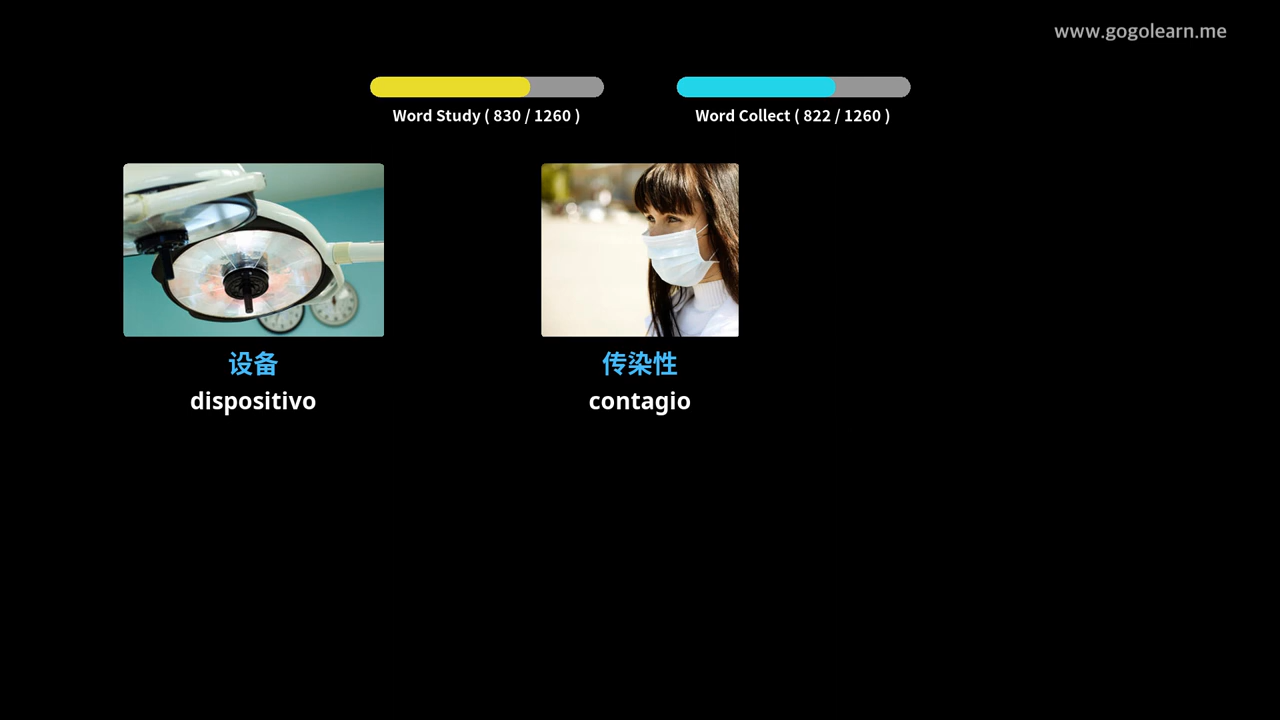 www.gogolearn.me
Word Study ( 830 / 1260 )
Word Collect ( 822 / 1260 )
设备
dispositivo
传染性
contagio